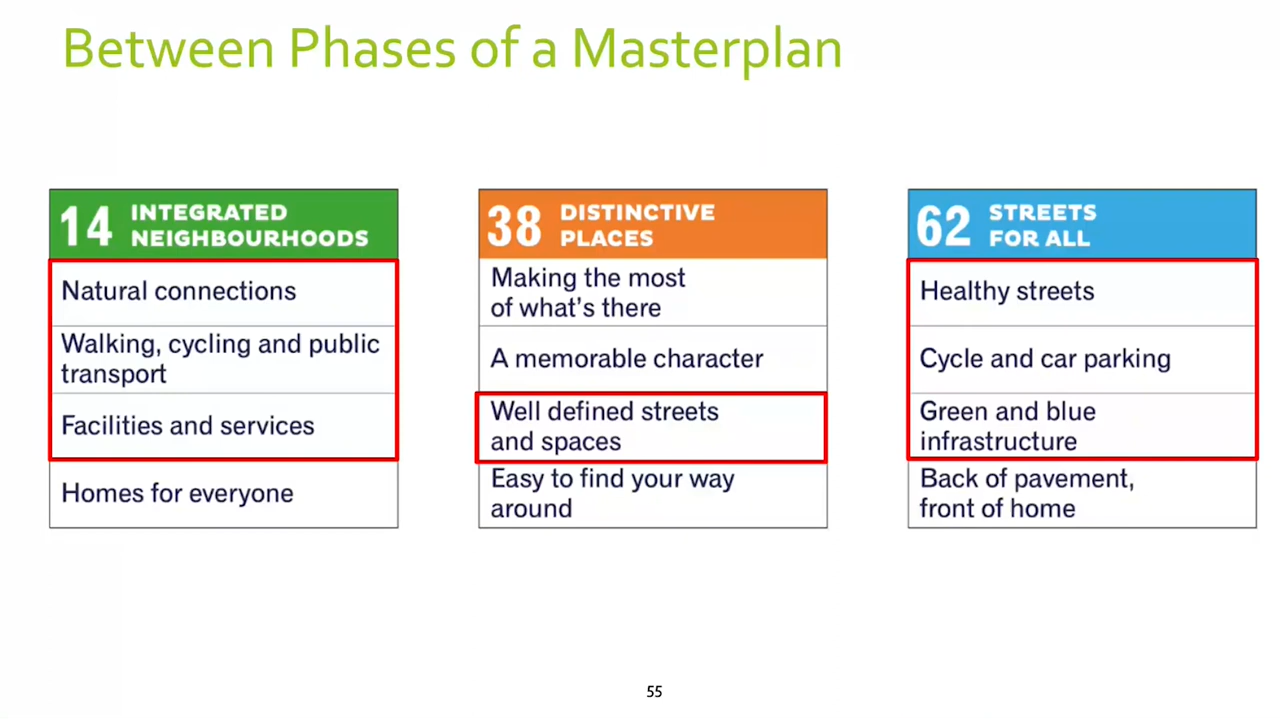 Between Phases of a Masterplan
14 INTEGRATED
NEIGHBOURHOODS
Natural connections
Walking, cycling and public
transport
Facilities and services
Homes for everyone
38 DISTINCTIVE
PLACES
Making the most
of what's there
A memorable character
Well defined streets
and spaces
Easy to find your way
around
62 STREETS
FOR ALL
Healthy streets
Cycle and car parking
Green and blue
infrastructure
Back of pavement,
front of home
55